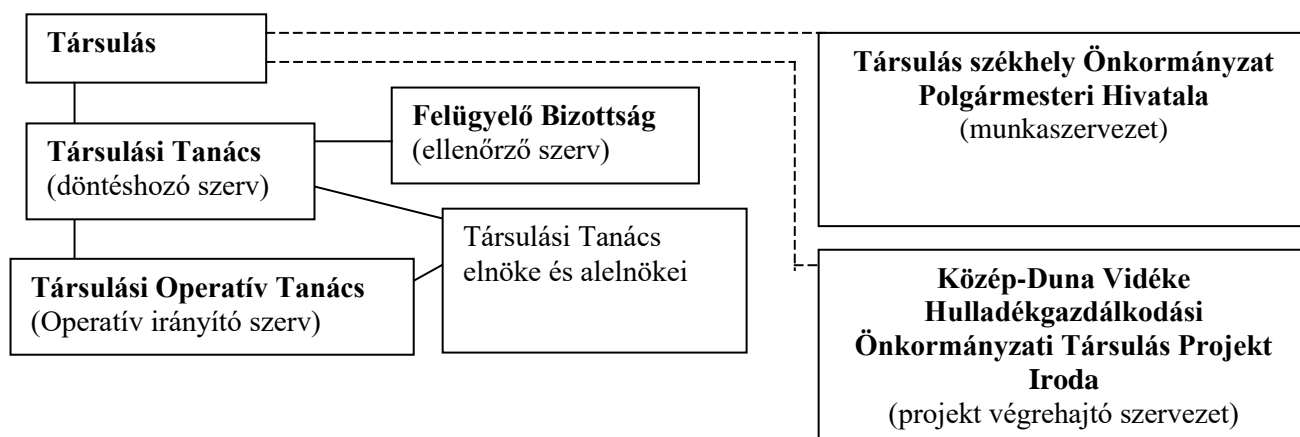 Társulás
Társulási Tanács
(döntéshozó szerv)
Felügyelő Bizottság
(ellenőrző szerv)
Társulási Tanács
elnöke és alelnökei
Társulási Operatív Tanács
(Operatív irányító szerv)
Társulás székhely Önkormányzat
Polgármesteri Hivatala
(munkaszervezet)
Közép-Duna Vidéke
Hulladékgazdálkodási
Önkormányzati Társulás Projekt
Iroda
(projekt végrehajtó szervezet)